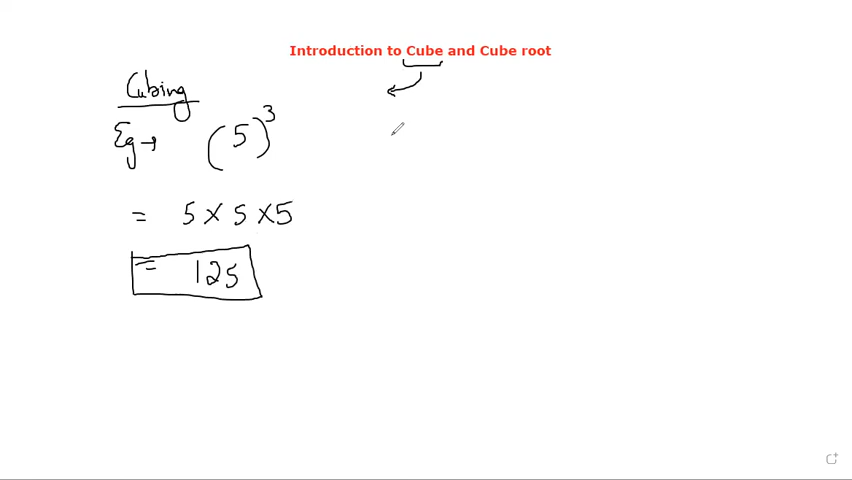 Introduction to Cube and Cube root
Cubing
Eg → (5)³
= 5 × 5 × 5
= 125